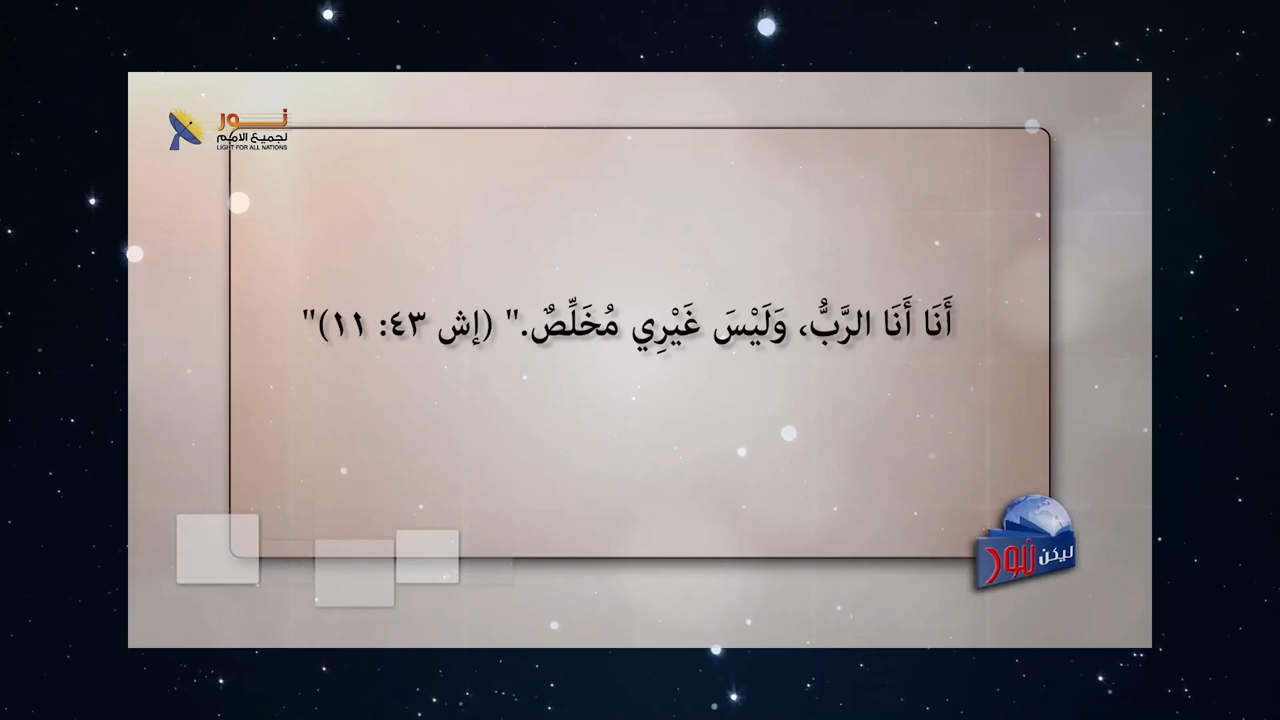 نور
لجميع الامم
LIGHT FOR ALL NATIONS
أَنَا أَنَا الرَّبُّ، وَلَيْسَ غَيْرِي مُخَلِّصٌ." (إش ٤٣: ١١)"
ليكن نور